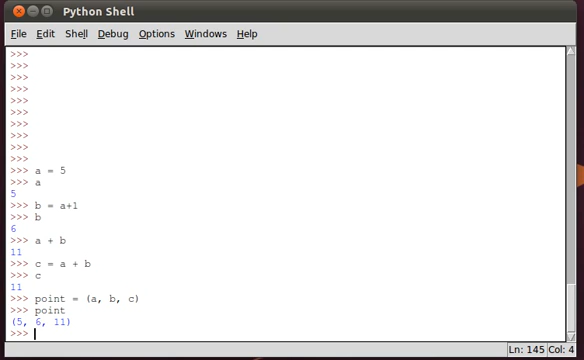 Python Shell
File Edit Shell Debug Options Windows Help
>>>
>>>
>>>
>>>
>>>
>>>
>>>
>>>
>>>
>>>
>>> a = 5
>>> a
5
>>> b = a+1
>>> b
6
>>> a + b
11
>>> c = a + b
>>> c
11
>>> point = (a, b, c)
>>> point
(5, 6, 11)
>>>
Ln: 145 Col: 4